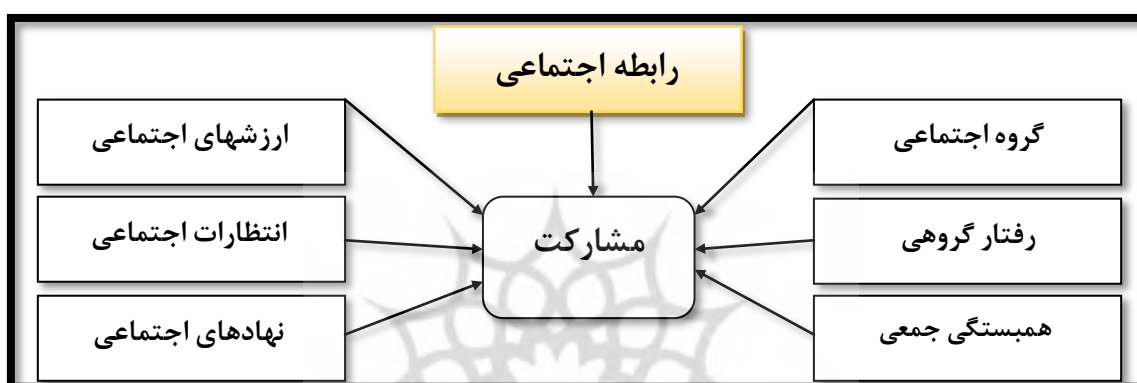 رابطه اجتماعی
گروه اجتماعی
ارزشهای اجتماعی
مشارکت
رفتار گروهی
انتظارات اجتماعی
همبستگی جمعی
نهادهای اجتماعی